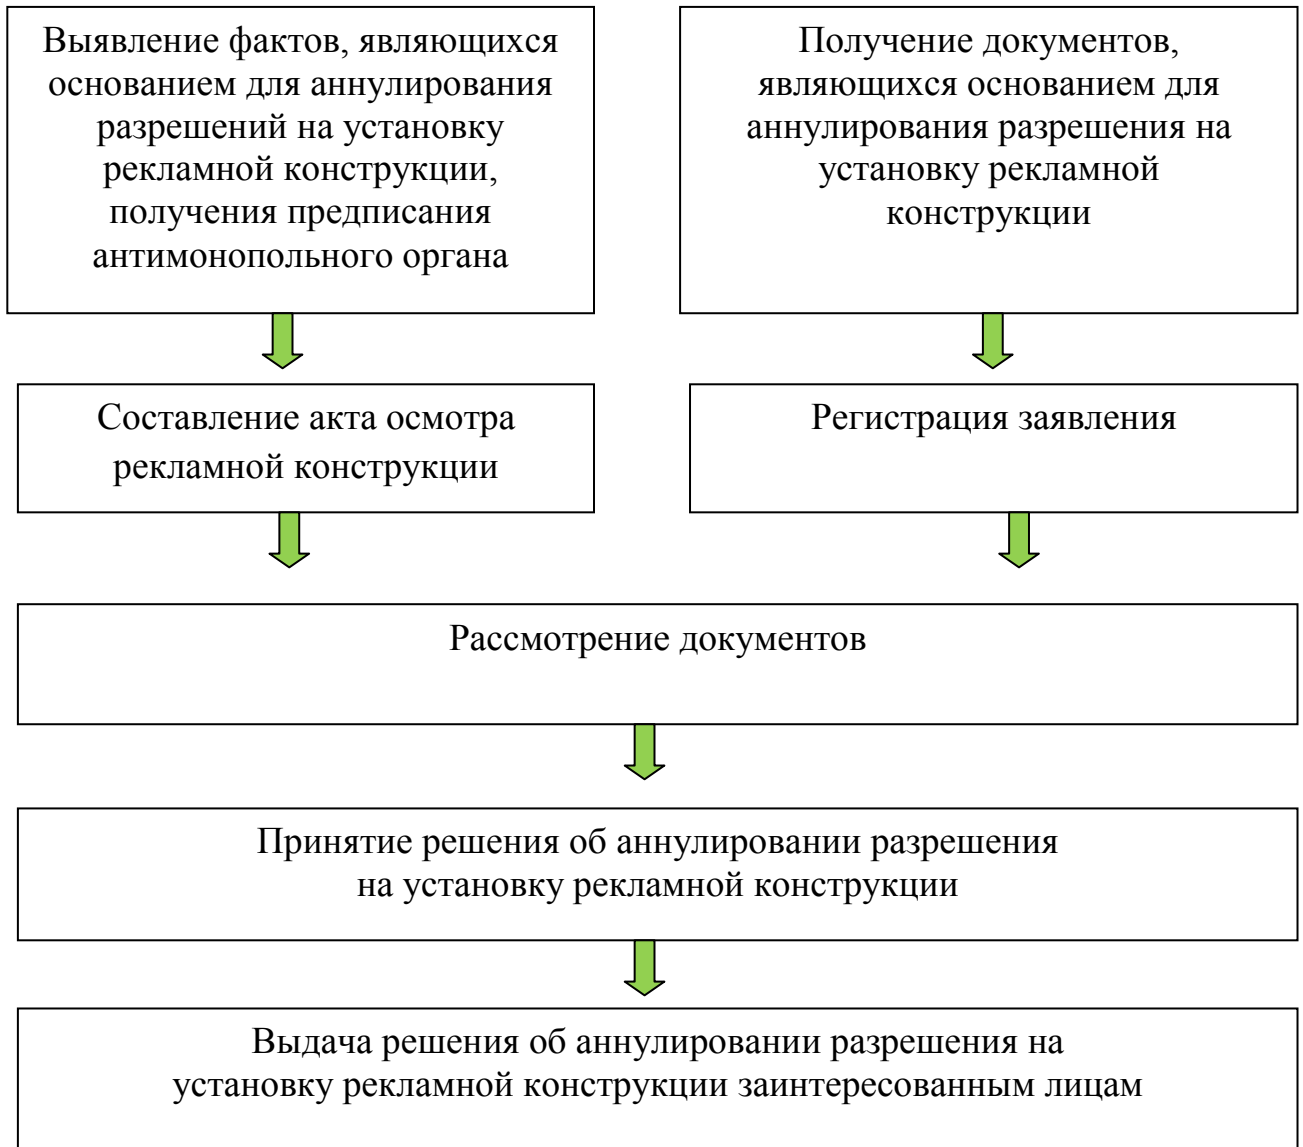 Выявление фактов, являющихся
основанием для аннулирования
разрешений на установку
рекламной конструкции,
получения предписания
антимонопольного органа
Получение документов,
являющихся основанием для
аннулирования разрешения на
установку рекламной
конструкции
Составление акта осмотра
рекламной конструкции
Регистрация заявления
Рассмотрение документов
Принятие решения об аннулировании разрешения
на установку рекламной конструкции
Выдача решения об аннулировании разрешения на
установку рекламной конструкции заинтересованным лицам